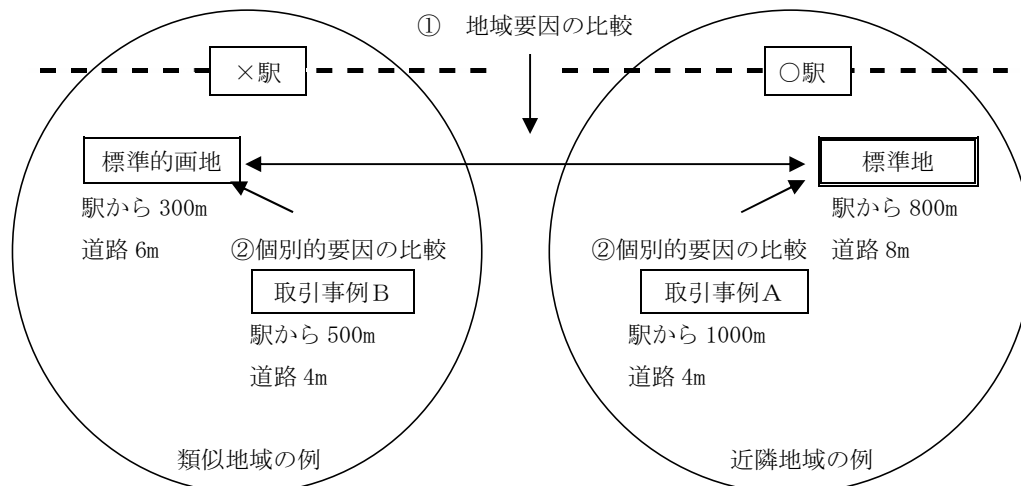 ① 地域要因の比較
×駅
○駅
標準的画地
駅から 300m
道路 6m
②個別的要因の比較
取引事例B
駅から 500m
道路 4m
類似地域の例
標準地
駅から 800m
道路 8m
②個別的要因の比較
取引事例A
駅から 1000m
道路 4m
近隣地域の例